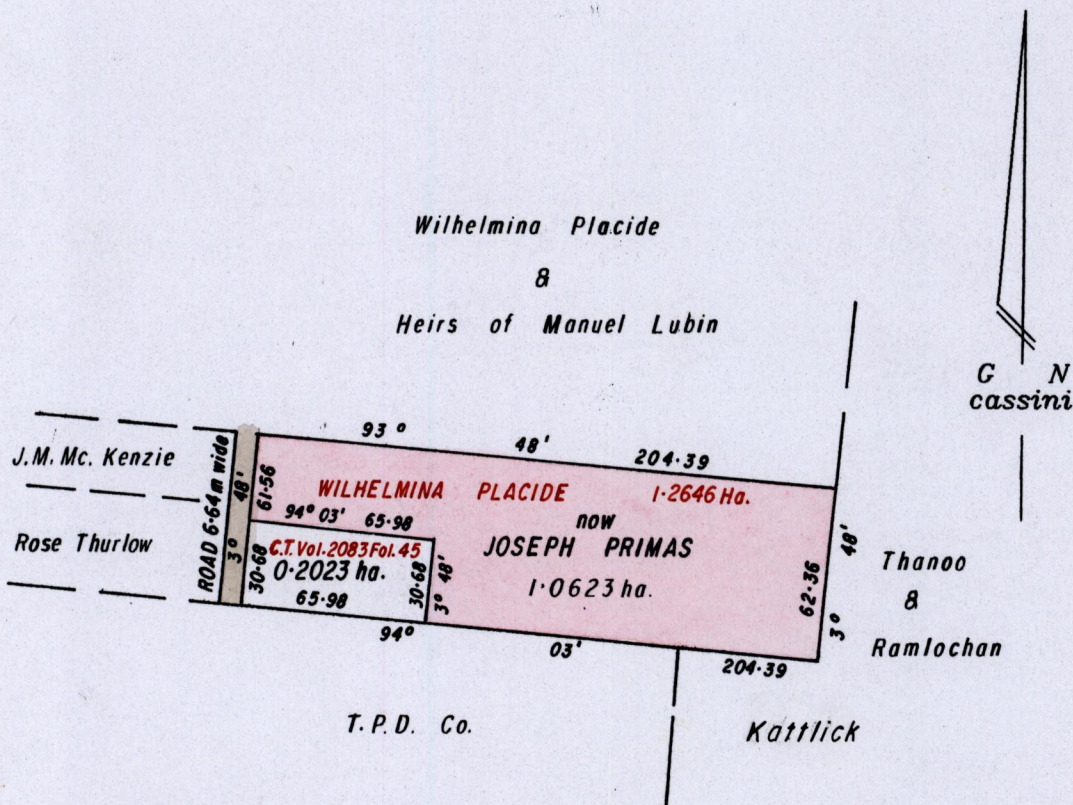 Wilhelmina Placide
&
Heirs of Manuel Lubin
G N
cassini
J.M. Mc. Kenzie
Rose Thurlow
ROAD 6·64 m wide
3° 48'
93° 48' 204·39
61·56
WILHELMINA PLACIDE 1·2646 Ha.
now
JOSEPH PRIMAS
1·0623 ha.
94° 03' 65·98
C.T. Vol. 2083 Fol. 45
0·2023 ha.
65·98
30·68
30·68
3° 48'
62·36
3° 48'
Thanoo
&
Ramlochan
94° 03' 204·39
T.P.D. Co.
Kattlick